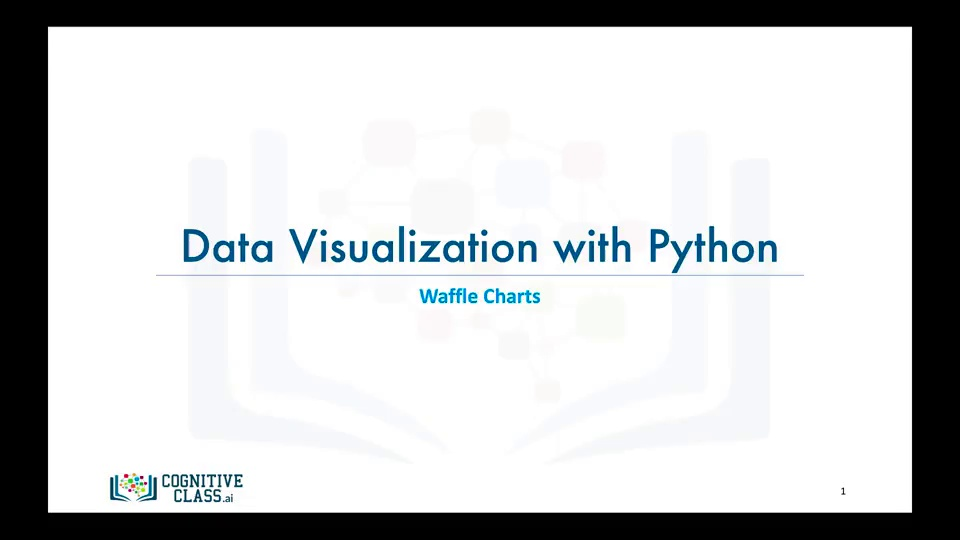 Data Visualization with Python
Waffle Charts
COGNITIVE
CLASS.ai
1